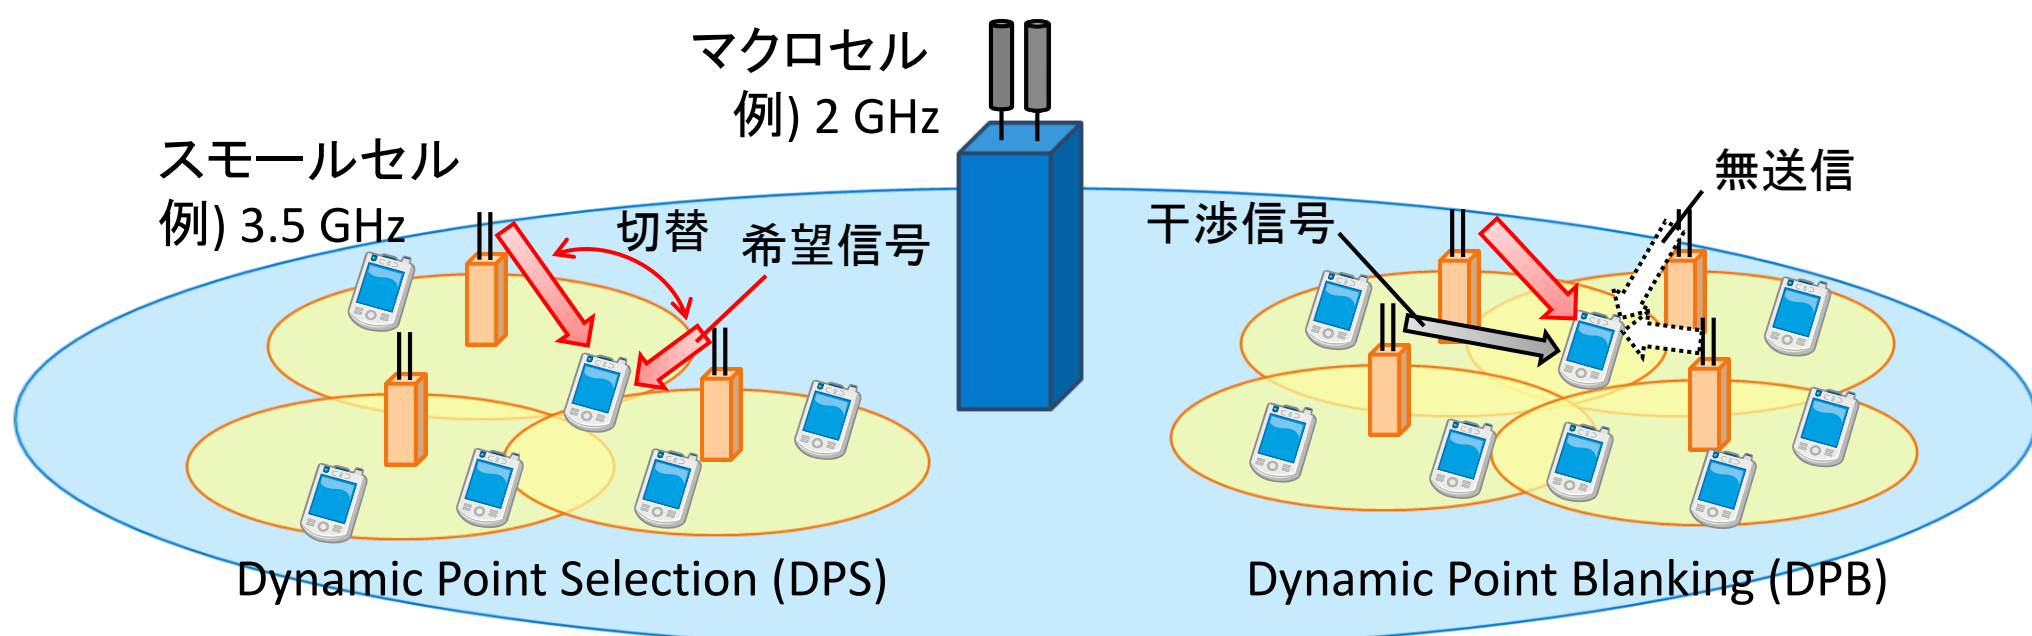 マクロセル
例) 2 GHz
スモールセル
例) 3.5 GHz
切替
希望信号
干渉信号
無送信
Dynamic Point Selection (DPS)
Dynamic Point Blanking (DPB)